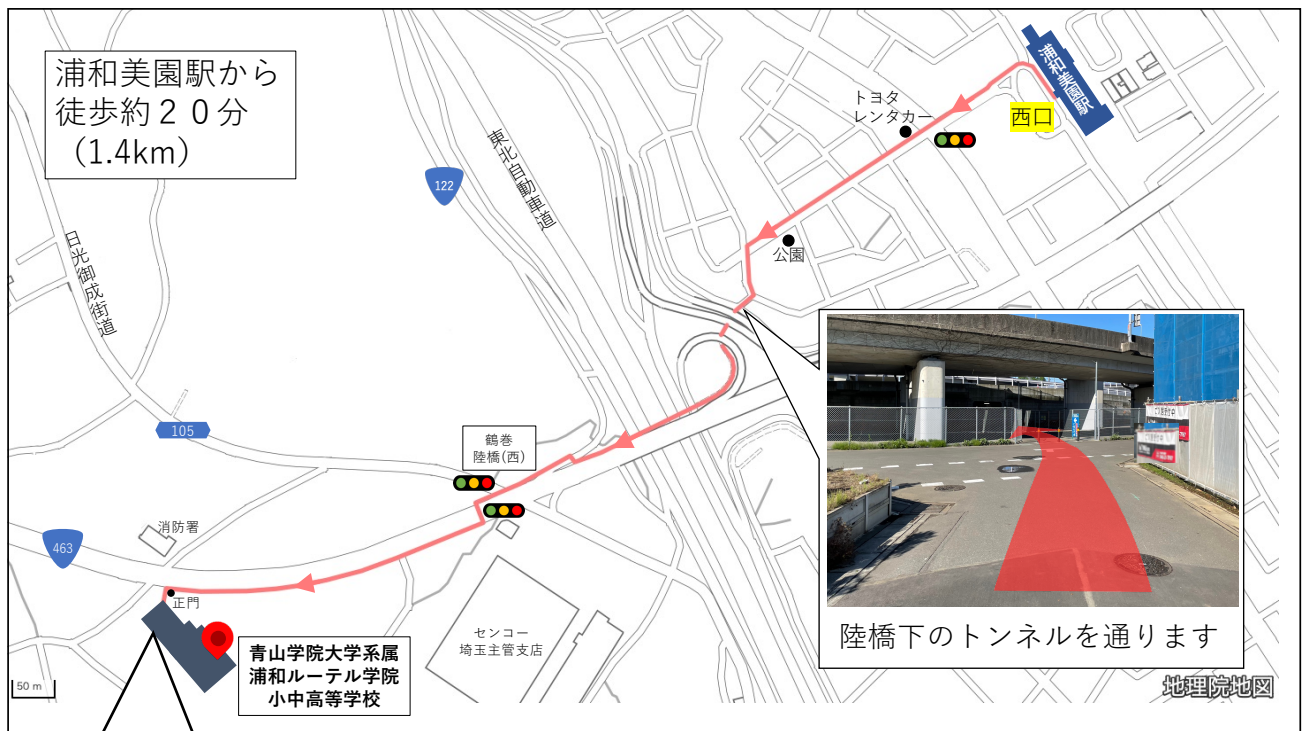 浦和美園駅から
徒歩約２０分
（1.4km）
浦和美園駅
西口
トヨタ
レンタカー
公園
東北自動車道
122
日光御成街道
105
鶴巻
陸橋(西)
消防署
463
正門
センコー
埼玉主管支店
青山学院大学系属
浦和ルーテル学院
小中高等学校
陸橋下のトンネルを通ります
50 m
地理院地図